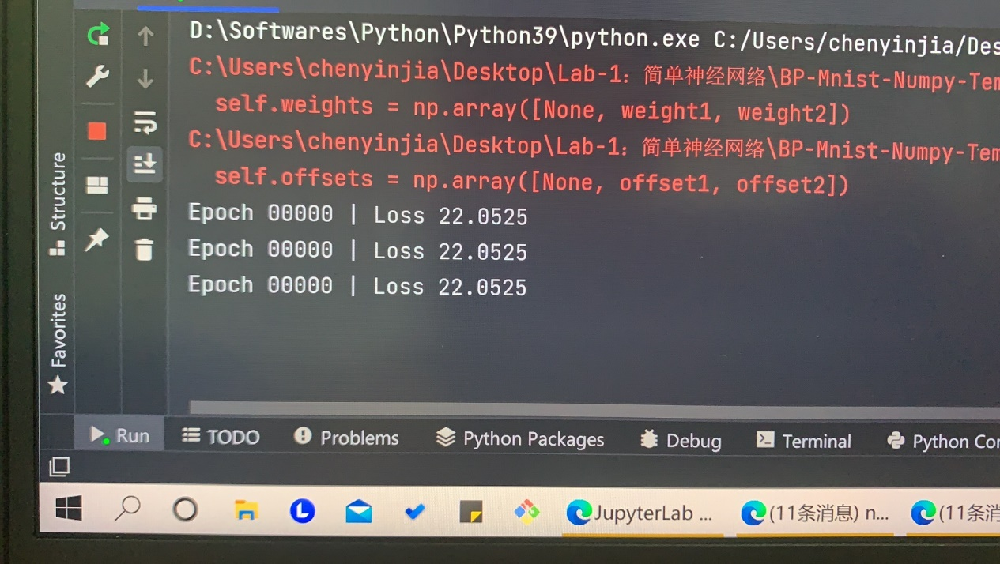 D:\Softwares\Python\Python39\python.exe C:/Users/chenyinjia/Des
C:\Users\chenyinjia\Desktop\Lab-1：简单神经网络\BP-Mnist-Numpy-Tem
self.weights = np.array([None, weight1, weight2])
C:\Users\chenyinjia\Desktop\Lab-1：简单神经网络\BP-Mnist-Numpy-Tem
self.offsets = np.array([None, offset1, offset2])
Epoch 00000 | Loss 22.0525
Epoch 00000 | Loss 22.0525
Epoch 00000 | Loss 22.0525
Structure
Favorites
Run
TODO
Problems
Python Packages
Debug
Terminal
Python Con
JupyterLab ...
(11条消息) n...
(11条消